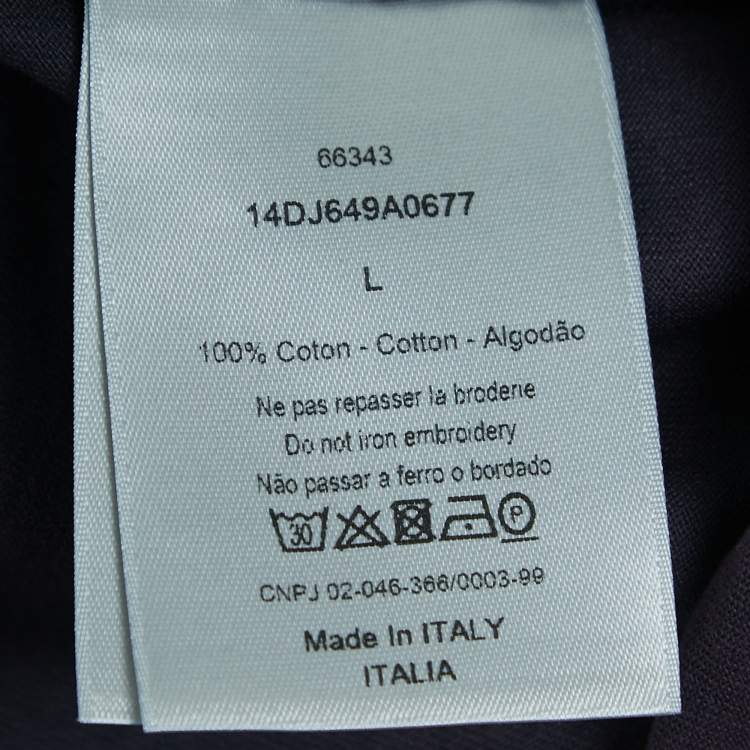 66343
14DJ649A0677
L
100% Coton - Cotton - Algodão
Ne pas repasser la broderie
Do not iron embroidery
Não passar a ferro o bordado
30 P
CNPJ 02-046-366/0003-99
Made In ITALY
ITALIA